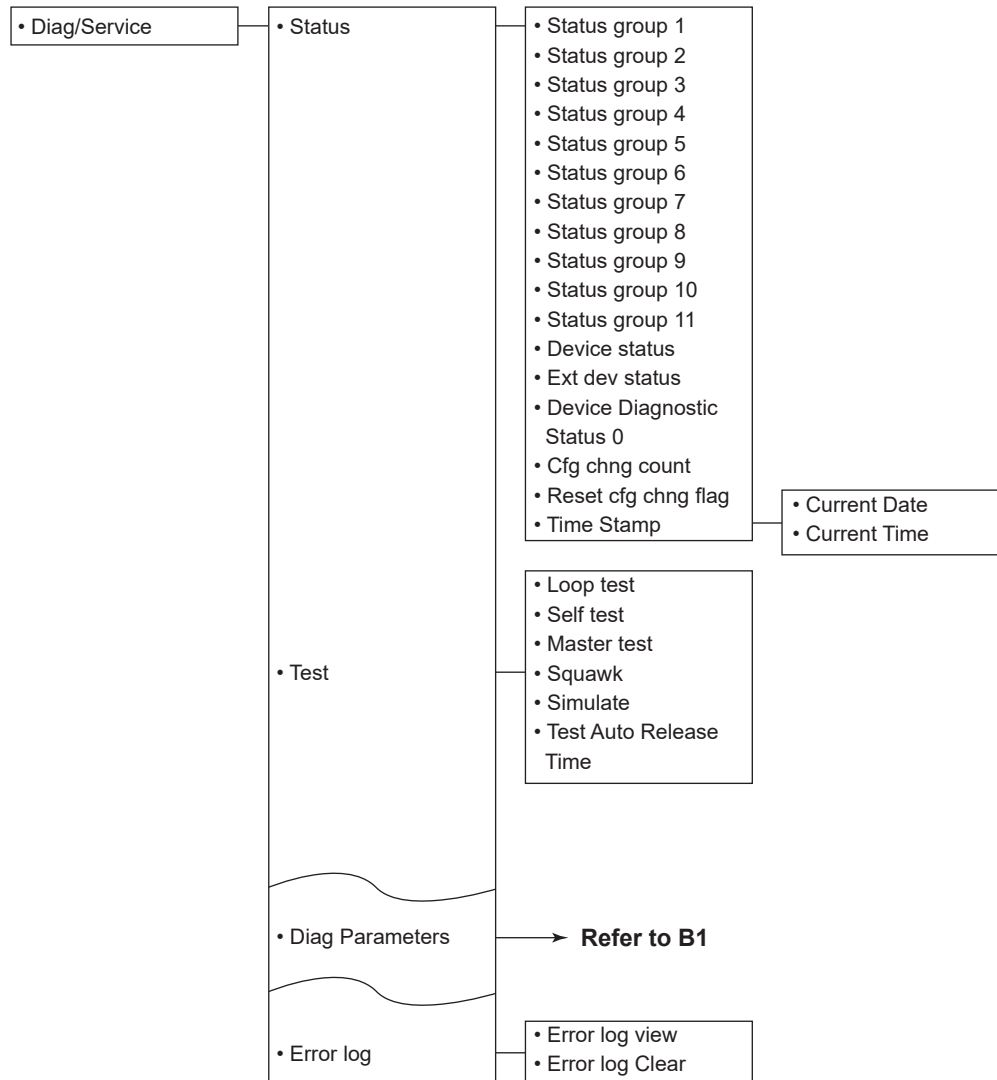 • Diag/Service
• Status
• Status group 1
• Status group 2
• Status group 3
• Status group 4
• Status group 5
• Status group 6
• Status group 7
• Status group 8
• Status group 9
• Status group 10
• Status group 11
• Device status
• Ext dev status
• Device Diagnostic
Status 0
• Cfg chng count
• Reset cfg chng flag
• Time Stamp
• Current Date
• Current Time
• Test
• Loop test
• Self test
• Master test
• Squawk
• Simulate
• Test Auto Release
Time
• Diag Parameters
Refer to B1
• Error log
• Error log view
• Error log Clear